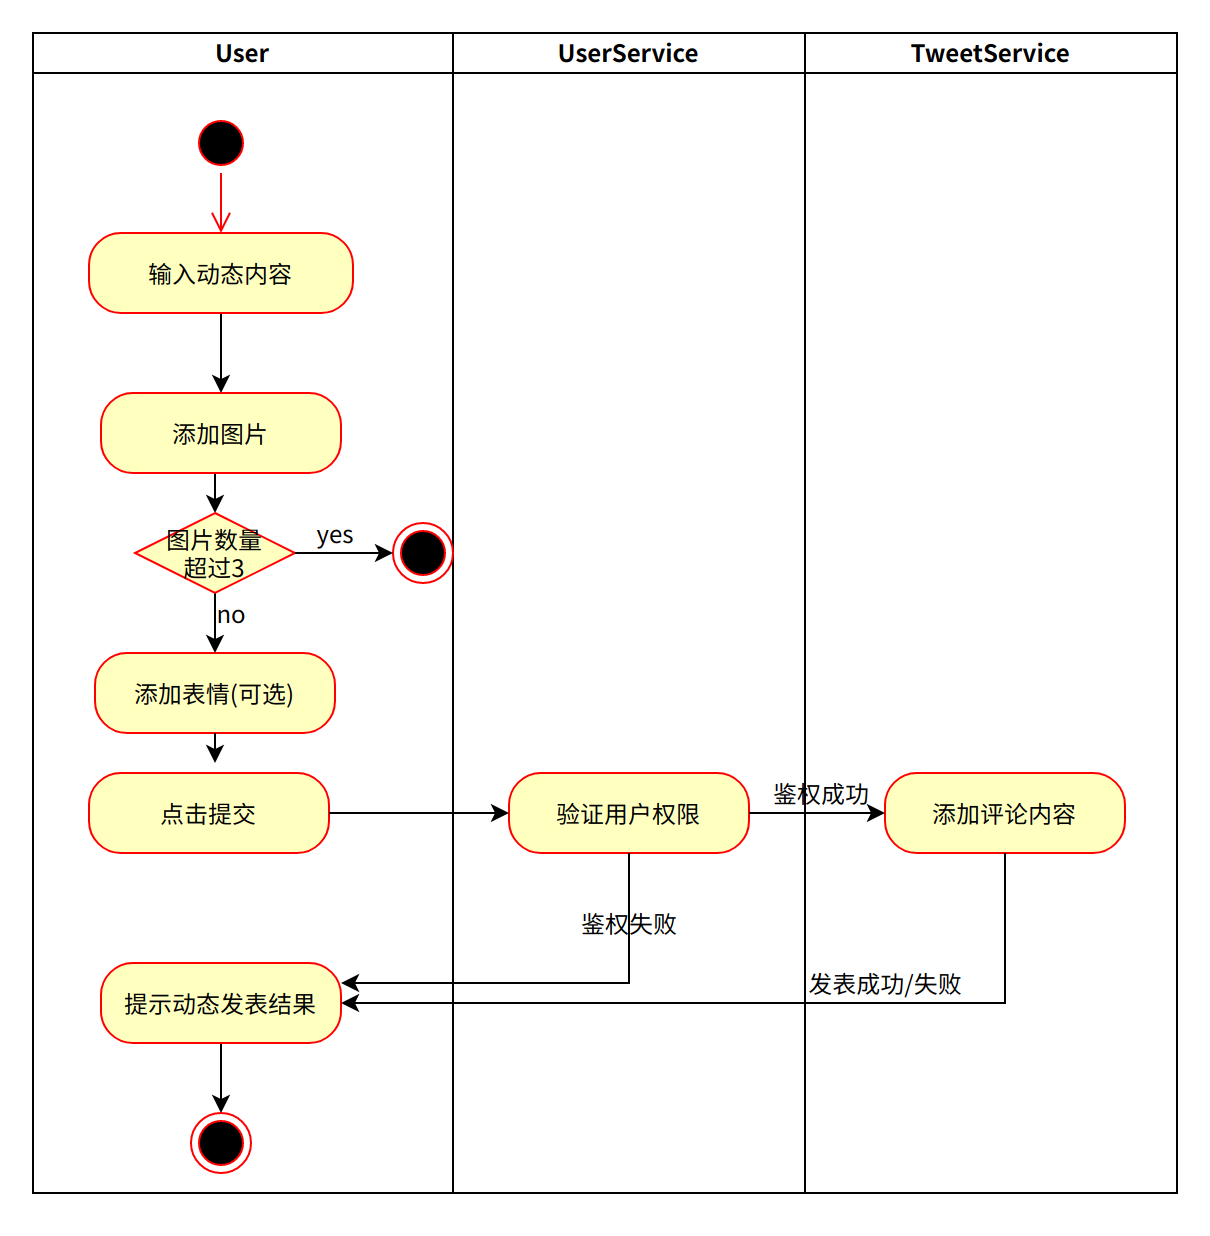 User
UserService
TweetService
输入动态内容
添加图片
图片数量
超过3
yes
no
添加表情(可选)
点击提交
验证用户权限
鉴权成功
添加评论内容
鉴权失败
发表成功/失败
提示动态发表结果